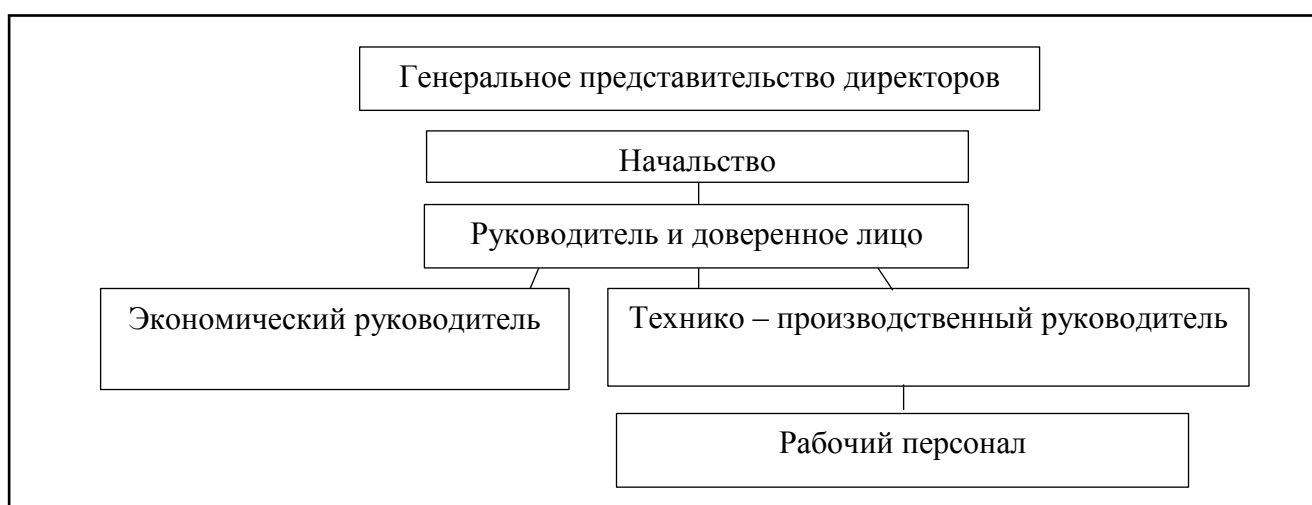 Генеральное представительство директоров
Начальство
Руководитель и доверенное лицо
Экономический руководитель
Технико – производственный руководитель
Рабочий персонал